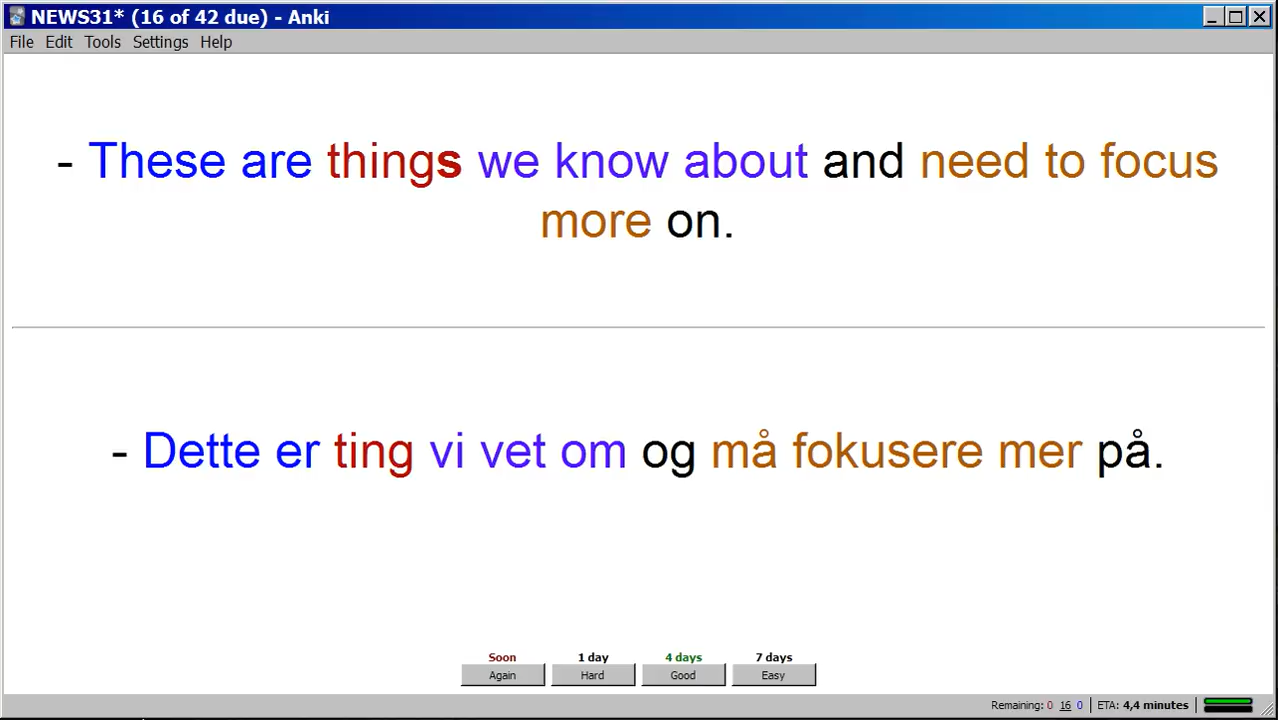 NEWS31* (16 of 42 due) - Anki
File Edit Tools Settings Help
- These are things we know about and need to focus
more on.
- Dette er ting vi vet om og må fokusere mer på.
Soon 1 day 4 days 7 days
Again Hard Good Easy
Remaining: 0 16 0 ETA: 4,4 minutes